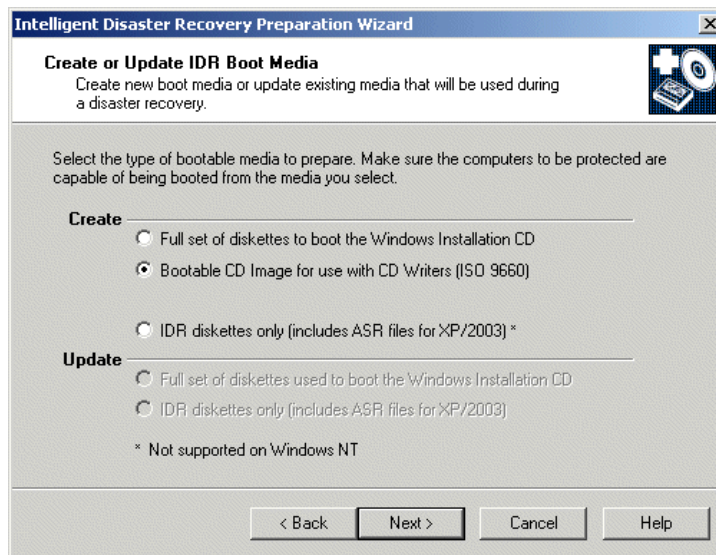 Intelligent Disaster Recovery Preparation Wizard
Create or Update IDR Boot Media
Create new boot media or update existing media that will be used during
a disaster recovery.
Select the type of bootable media to prepare. Make sure the computers to be protected are
capable of being booted from the media you select.
Create
Full set of diskettes to boot the Windows Installation CD
Bootable CD Image for use with CD Writers (ISO 9660)
IDR diskettes only (includes ASR files for XP/2003) *
Update
Full set of diskettes used to boot the Windows Installation CD
IDR diskettes only (includes ASR files for XP/2003)
* Not supported on Windows NT
< Back Next > Cancel Help